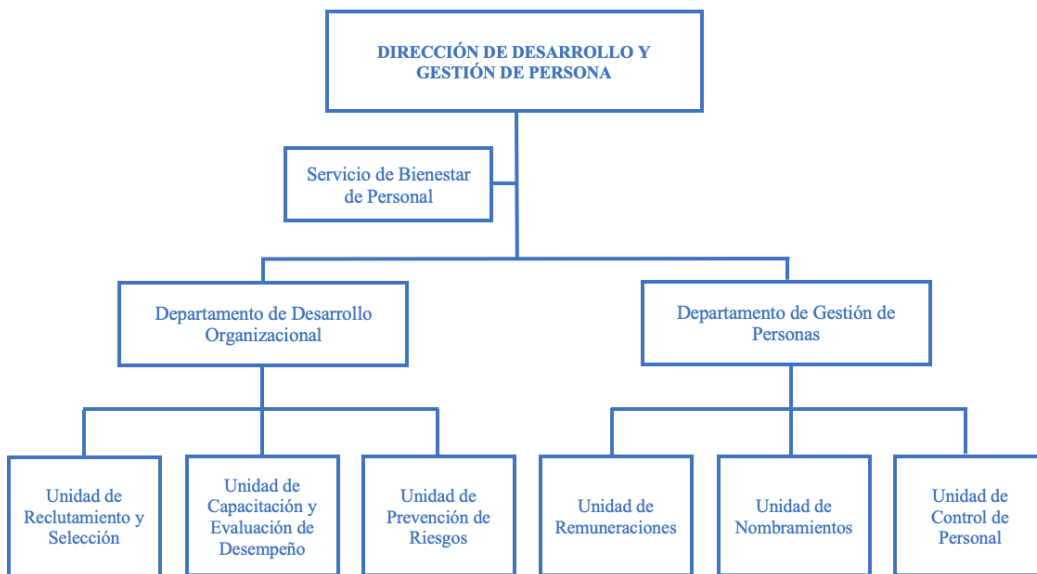 DIRECCIÓN DE DESARROLLO Y
GESTIÓN DE PERSONA
Servicio de Bienestar
de Personal
Departamento de Desarrollo
Organizacional
Departamento de Gestión de
Personas
Unidad de
Reclutamiento y
Selección
Unidad de
Capacitación y
Evaluación de
Desempeño
Unidad de
Prevención de
Riesgos
Unidad de
Remuneraciones
Unidad de
Nombramientos
Unidad de
Control de
Personal